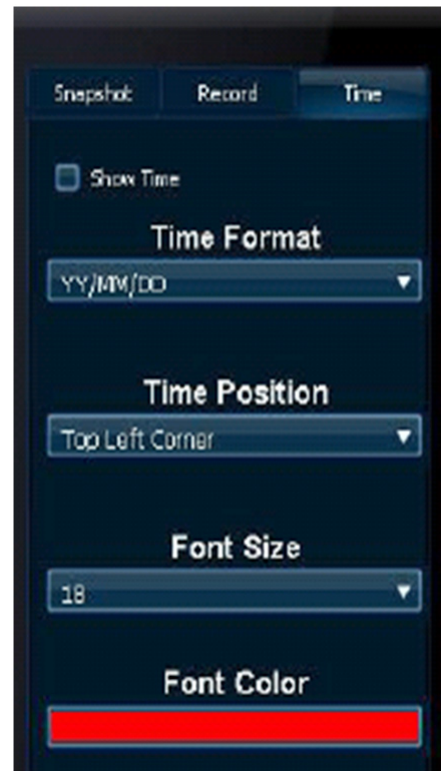 Snapshot Record Time
Show Time
Time Format
YY/MM/DD
Time Position
Top Left Corner
Font Size
18
Font Color